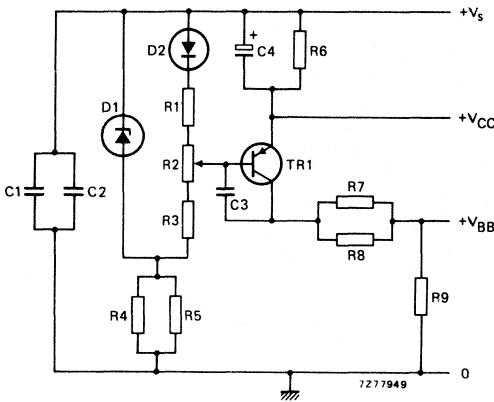 +Vs
D2
+
C4
R6
D1
R1
+VCC
R2
TR1
C1
C2
C3
R7
R3
+VBB
R8
R4
R5
R9
0
7Z77949